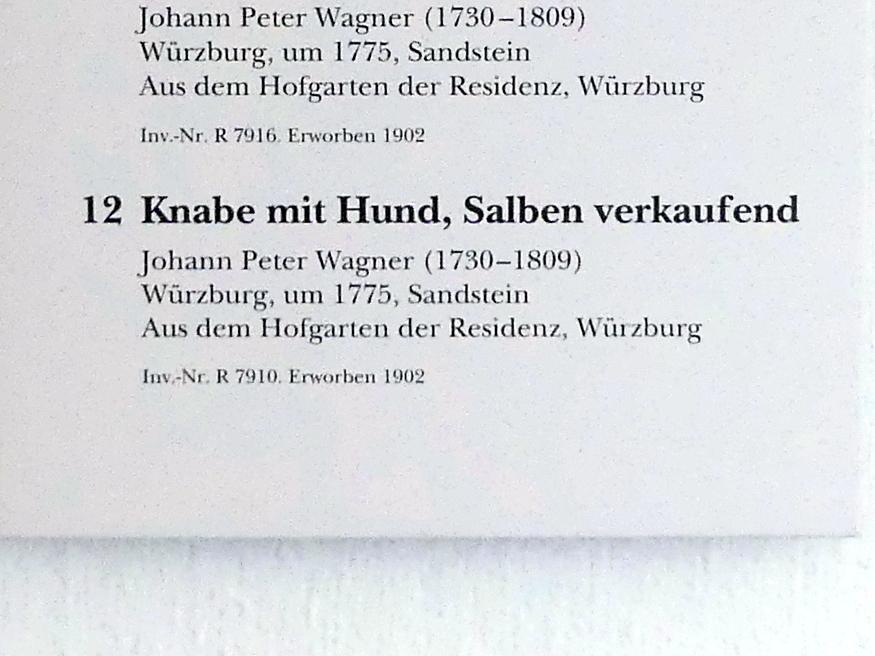 Johann Peter Wagner (1730–1809)
Würzburg, um 1775, Sandstein
Aus dem Hofgarten der Residenz, Würzburg
Inv.-Nr. R 7916. Erworben 1902
12 Knabe mit Hund, Salben verkaufend
Johann Peter Wagner (1730–1809)
Würzburg, um 1775, Sandstein
Aus dem Hofgarten der Residenz, Würzburg
Inv.-Nr. R 7910. Erworben 1902